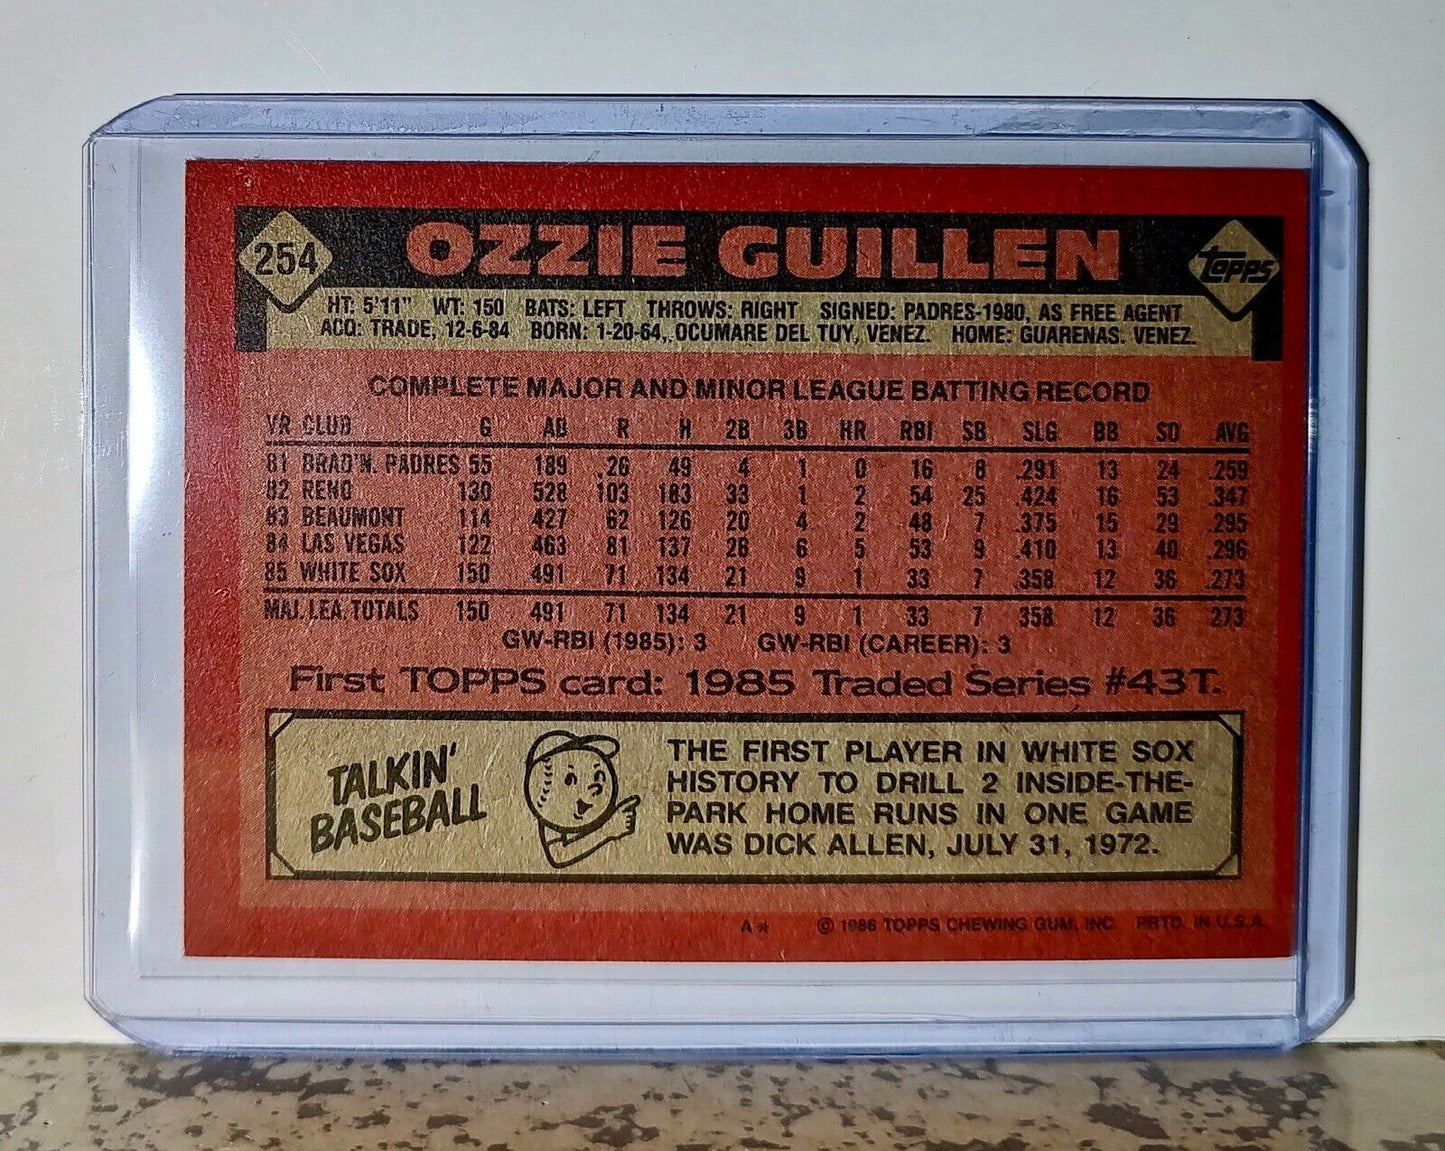 254 OZZIE GUILLEN topps
HT: 5'11" WT: 150 BATS: LEFT THROWS: RIGHT SIGNED: PADRES-1980, AS FREE AGENT
ACQ: TRADE, 12-6-84 BORN: 1-20-64, OCUMARE DEL TUY, VENEZ. HOME: GUARENAS. VENEZ.
COMPLETE MAJOR AND MINOR LEAGUE BATTING RECORD
YR CLUB G AB R H 2B 3B HR RBI SB SLG BB SO AVG
81 BRAD'N. PADRES 55 189 26 49 4 1 0 16 8 .291 13 24 .259
82 RENO 130 528 103 183 33 1 2 54 25 .424 16 53 .347
83 BEAUMONT 114 427 62 126 20 4 2 48 7 .375 15 29 .295
84 LAS VEGAS 122 463 81 137 26 6 5 53 9 .410 13 40 .296
85 WHITE SOX 150 491 71 134 21 9 1 33 7 .358 12 36 .273
MAJ. LEA. TOTALS 150 491 71 134 21 9 1 33 7 .358 12 36 .273
GW-RBI (1985): 3 GW-RBI (CAREER): 3
First TOPPS card: 1985 Traded Series #43T.
TALKIN'
BASEBALL
THE FIRST PLAYER IN WHITE SOX
HISTORY TO DRILL 2 INSIDE-THE-
PARK HOME RUNS IN ONE GAME
WAS DICK ALLEN, JULY 31, 1972.
A* © 1986 TOPPS CHEWING GUM, INC. PRTD. IN U.S.A.